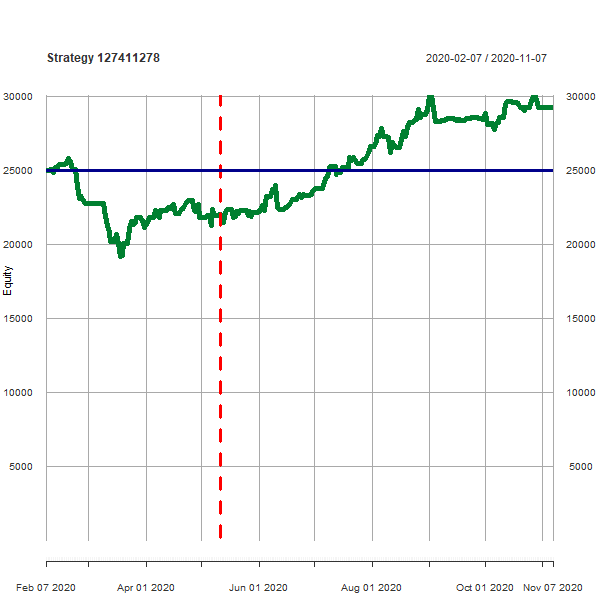 Strategy 127411278
2020-02-07 / 2020-11-07
30000
30000
25000
25000
20000
20000
Equity
15000
15000
10000
10000
5000
5000
Feb 07 2020
Apr 01 2020
Jun 01 2020
Aug 01 2020
Oct 01 2020
Nov 07 2020